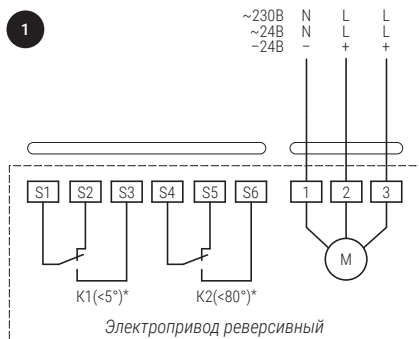 1
~230В N L L
~24В N L L
−24В − + +
S1 S2 S3 S4 S5 S6 1 2 3
M
K1(<5°)* K2(<80°)*
Электропривод реверсивный